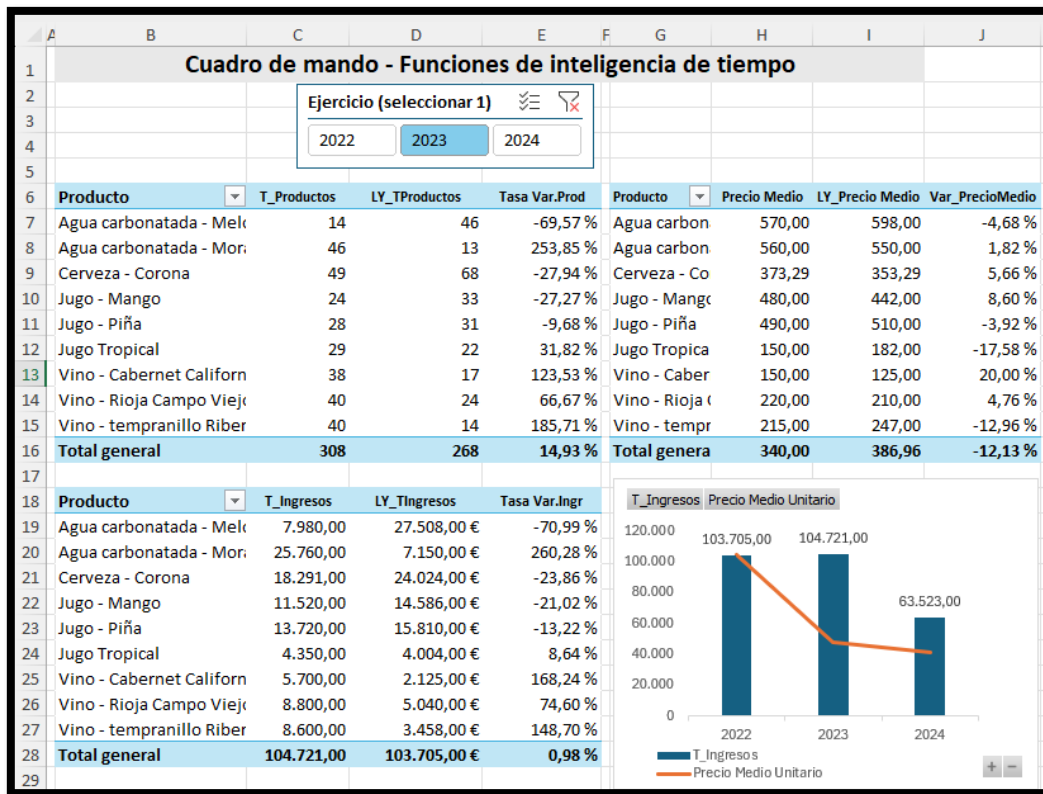 A B C D E F G H I J
1 Cuadro de mando - Funciones de inteligencia de tiempo
2 Ejercicio (seleccionar 1)
3
4 2022 2023 2024
5
6 Producto T_Productos LY_TProductos Tasa Var.Prod Producto Precio Medio LY_Precio Medio Var_PrecioMedio
7 Agua carbonatada - Melo 14 46 -69,57 % Agua carbon 570,00 598,00 -4,68 %
8 Agua carbonatada - Mora 46 13 253,85 % Agua carbon 560,00 550,00 1,82 %
9 Cerveza - Corona 49 68 -27,94 % Cerveza - Co 373,29 353,29 5,66 %
10 Jugo - Mango 24 33 -27,27 % Jugo - Mango 480,00 442,00 8,60 %
11 Jugo - Piña 28 31 -9,68 % Jugo - Piña 490,00 510,00 -3,92 %
12 Jugo Tropical 29 22 31,82 % Jugo Tropica 150,00 182,00 -17,58 %
13 Vino - Cabernet Californ 38 17 123,53 % Vino - Caber 150,00 125,00 20,00 %
14 Vino - Rioja Campo Viejo 40 24 66,67 % Vino - Rioja ( 220,00 210,00 4,76 %
15 Vino - tempranillo Riber 40 14 185,71 % Vino - tempr 215,00 247,00 -12,96 %
16 Total general 308 268 14,93 % Total genera 340,00 386,96 -12,13 %
17
18 Producto T_Ingresos LY_TIngresos Tasa Var.Ingr
19 Agua carbonatada - Melo 7.980,00 27.508,00 € -70,99 %
20 Agua carbonatada - Mora 25.760,00 7.150,00 € 260,28 %
21 Cerveza - Corona 18.291,00 24.024,00 € -23,86 %
22 Jugo - Mango 11.520,00 14.586,00 € -21,02 %
23 Jugo - Piña 13.720,00 15.810,00 € -13,22 %
24 Jugo Tropical 4.350,00 4.004,00 € 8,64 %
25 Vino - Cabernet Californ 5.700,00 2.125,00 € 168,24 %
26 Vino - Rioja Campo Viejo 8.800,00 5.040,00 € 74,60 %
27 Vino - tempranillo Riber 8.600,00 3.458,00 € 148,70 %
28 Total general 104.721,00 103.705,00 € 0,98 %
29
T_Ingresos Precio Medio Unitario
120.000
103.705,00 104.721,00
100.000
80.000
63.523,00
60.000
40.000
20.000
0
2022 2023 2024
T_Ingresos
Precio Medio Unitario